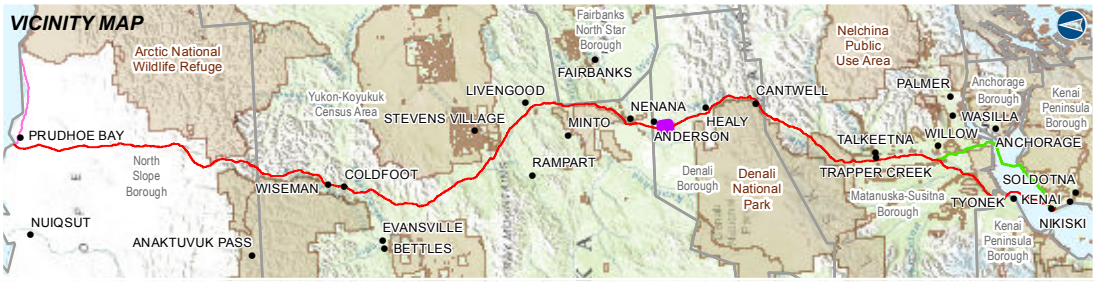 VICINITY MAP
Arctic National
Wildlife Refuge
Fairbanks
North Star
Borough
FAIRBANKS
Nelchina
Public
Use Area
PALMER
Anchorage
Borough
Kenai
Peninsula
Borough
Yukon-Koyukuk
Census Area
LIVENGOOD
STEVENS VILLAGE
MINTO
NENANA
ANDERSON
HEALY
CANTWELL
WASILLA
WILLOW
ANCHORAGE
TALKEETNA
TRAPPER CREEK
PRUDHOE BAY
North
Slope
Borough
WISEMAN
COLDFOOT
RAMPART
Denali
Borough
Denali
National
Park
Matanuska-Susitna
Borough
SOLDOTNA
TYONEK
KENAI
NIKISKI
NUIQSUT
ANAKTUVUK PASS
EVANSVILLE
BETTLES
Kenai
Peninsula
Borough